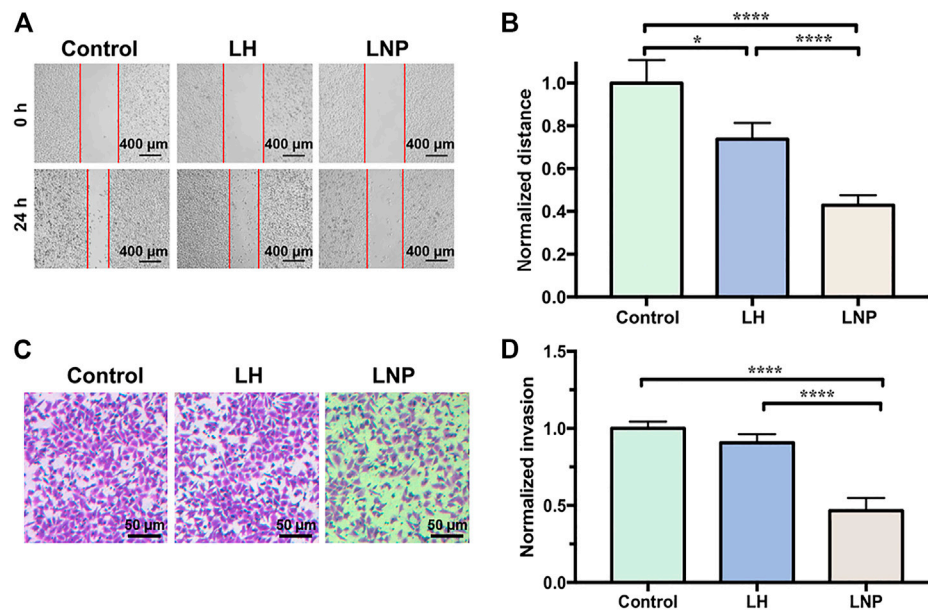 A
Control LH LNP
0 h
400 µm 400 µm 400 µm
24 h
400 µm 400 µm 400 µm
B
****
* ****
Normalized distance
1.0
0.8
0.6
0.4
0.2
0.0
Control LH LNP
C
Control LH LNP
50 µm 50 µm 50 µm
D
1.5
****
****
Normalized invasion
1.0
0.5
0.0
Control LH LNP